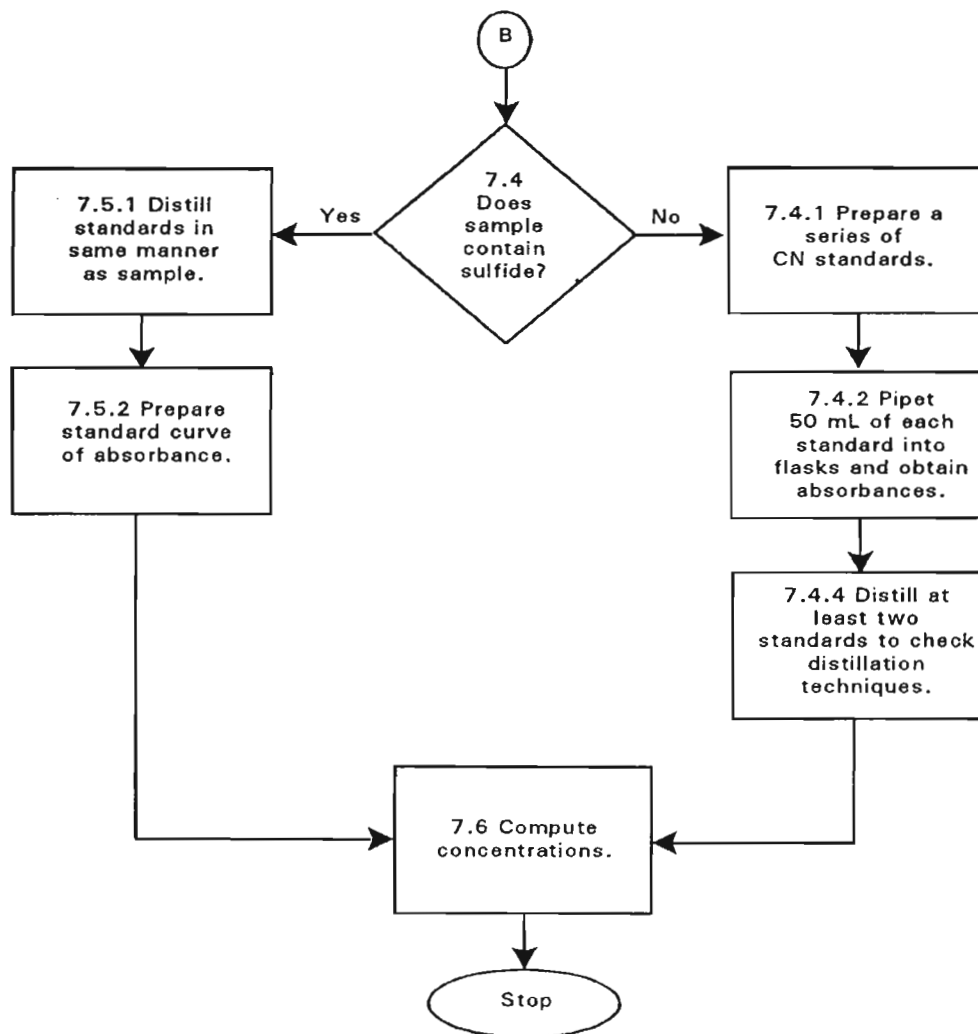 B
7.4
Does
sample
contain
sulfide?
Yes
No
7.5.1 Distill
standards in
same manner
as sample.
7.5.2 Prepare
standard curve
of absorbance.
7.4.1 Prepare a
series of
CN standards.
7.4.2 Pipet
50 mL of each
standard into
flasks and obtain
absorbances.
7.4.4 Distill at
least two
standards to check
distillation
techniques.
7.6 Compute
concentrations.
Stop